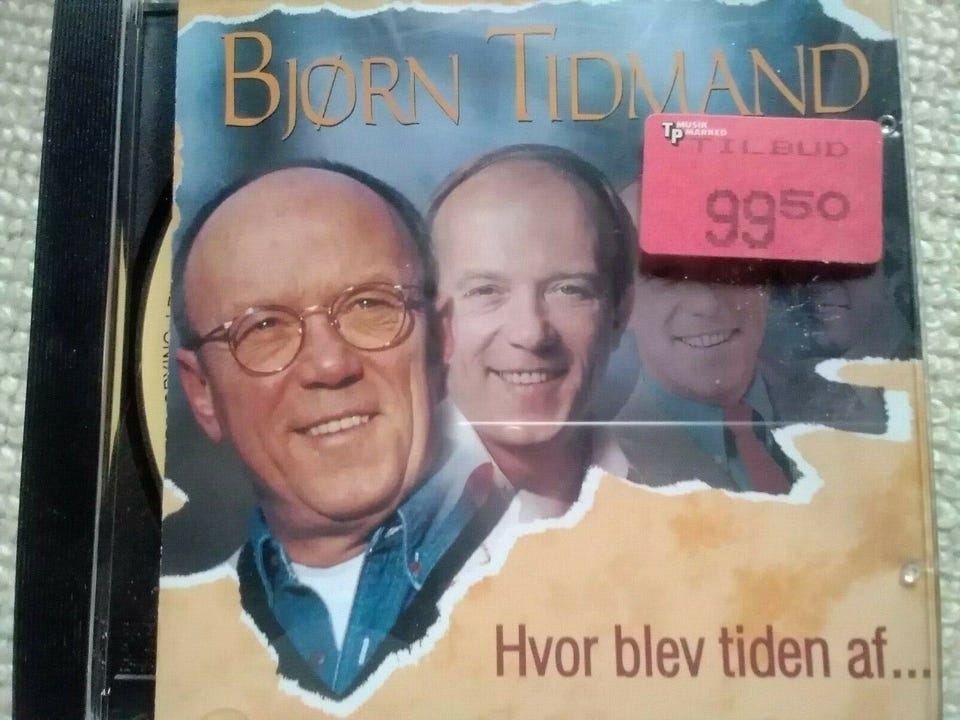 BJØRN TIDMAND
TP MUSIK
MARKED
TILBUD
9950
Hvor blev tiden af...